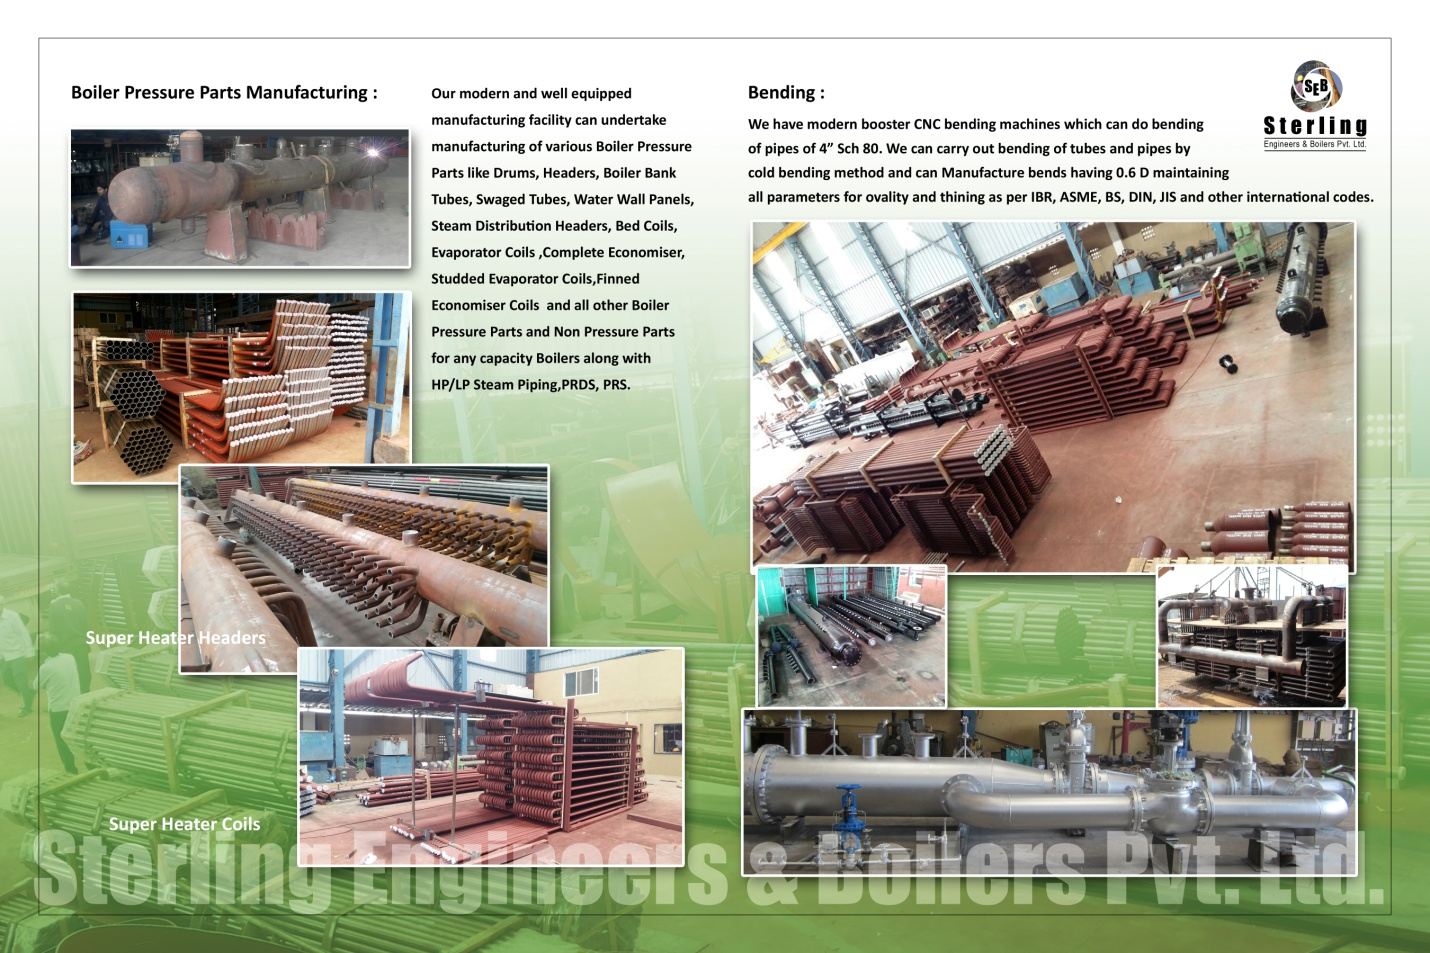 Boiler Pressure Parts Manufacturing :
Our modern and well equipped
manufacturing facility can undertake
manufacturing of various Boiler Pressure
Parts like Drums, Headers, Boiler Bank
Tubes, Swaged Tubes, Water Wall Panels,
Steam Distribution Headers, Bed Coils,
Evaporator Coils ,Complete Economiser,
Studded Evaporator Coils,Finned
Economiser Coils  and all other Boiler
Pressure Parts and Non Pressure Parts
for any capacity Boilers along with
HP/LP Steam Piping,PRDS, PRS.
Super Heater Headers
Super Heater Coils
Bending :
We have modern booster CNC bending machines which can do bending
of pipes of 4” Sch 80. We can carry out bending of tubes and pipes by
cold bending method and can Manufacture bends having 0.6 D maintaining
all parameters for ovality and thining as per IBR, ASME, BS, DIN, JIS and other international codes.
SEB
Sterling
Engineers & Boilers Pvt. Ltd.
Sterling Engineers & Boilers Pvt. Ltd.